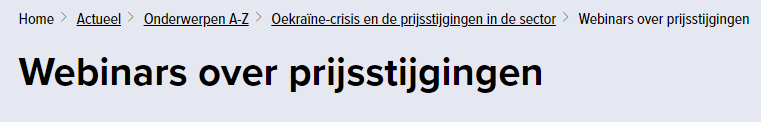 Home > Actueel > Onderwerpen A-Z > Oekraïne-crisis en de prijsstijgingen in de sector > Webinars over prijsstijgingen
Webinars over prijsstijgingen